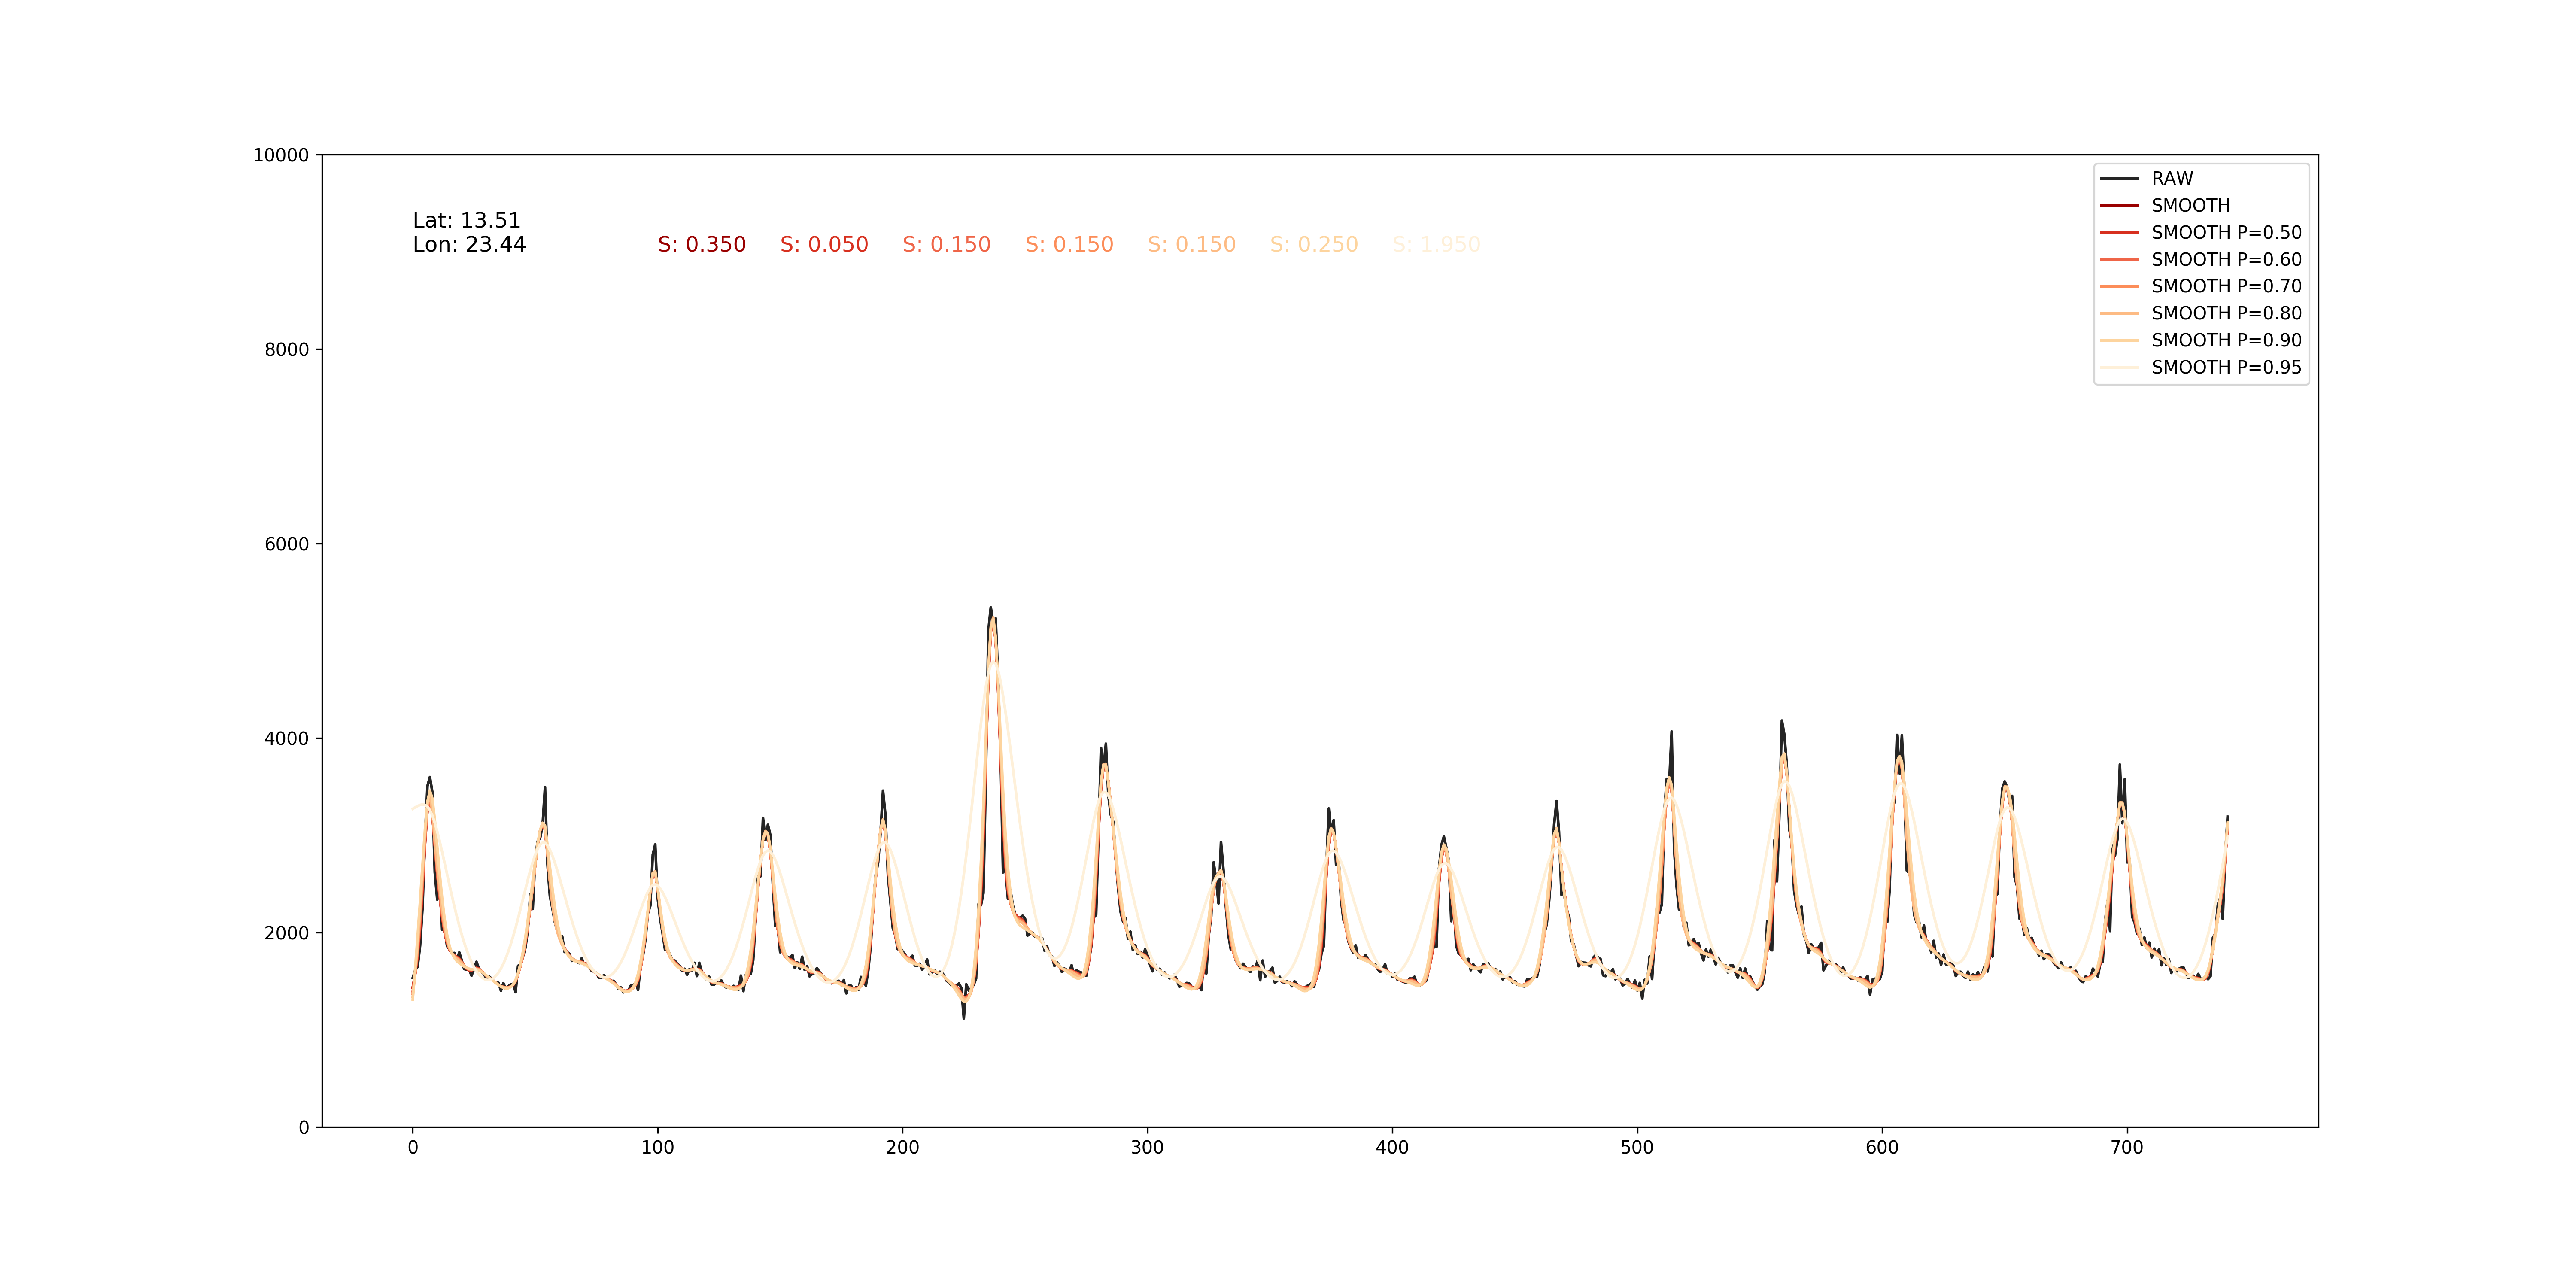 10000
8000
6000
4000
2000
0
Lat: 13.51
Lon: 23.44
S: 0.350 S: 0.050 S: 0.150 S: 0.150 S: 0.150 S: 0.250 S: 1.950
RAW
SMOOTH
SMOOTH P=0.50
SMOOTH P=0.60
SMOOTH P=0.70
SMOOTH P=0.80
SMOOTH P=0.90
SMOOTH P=0.95
0 100 200 300 400 500 600 700